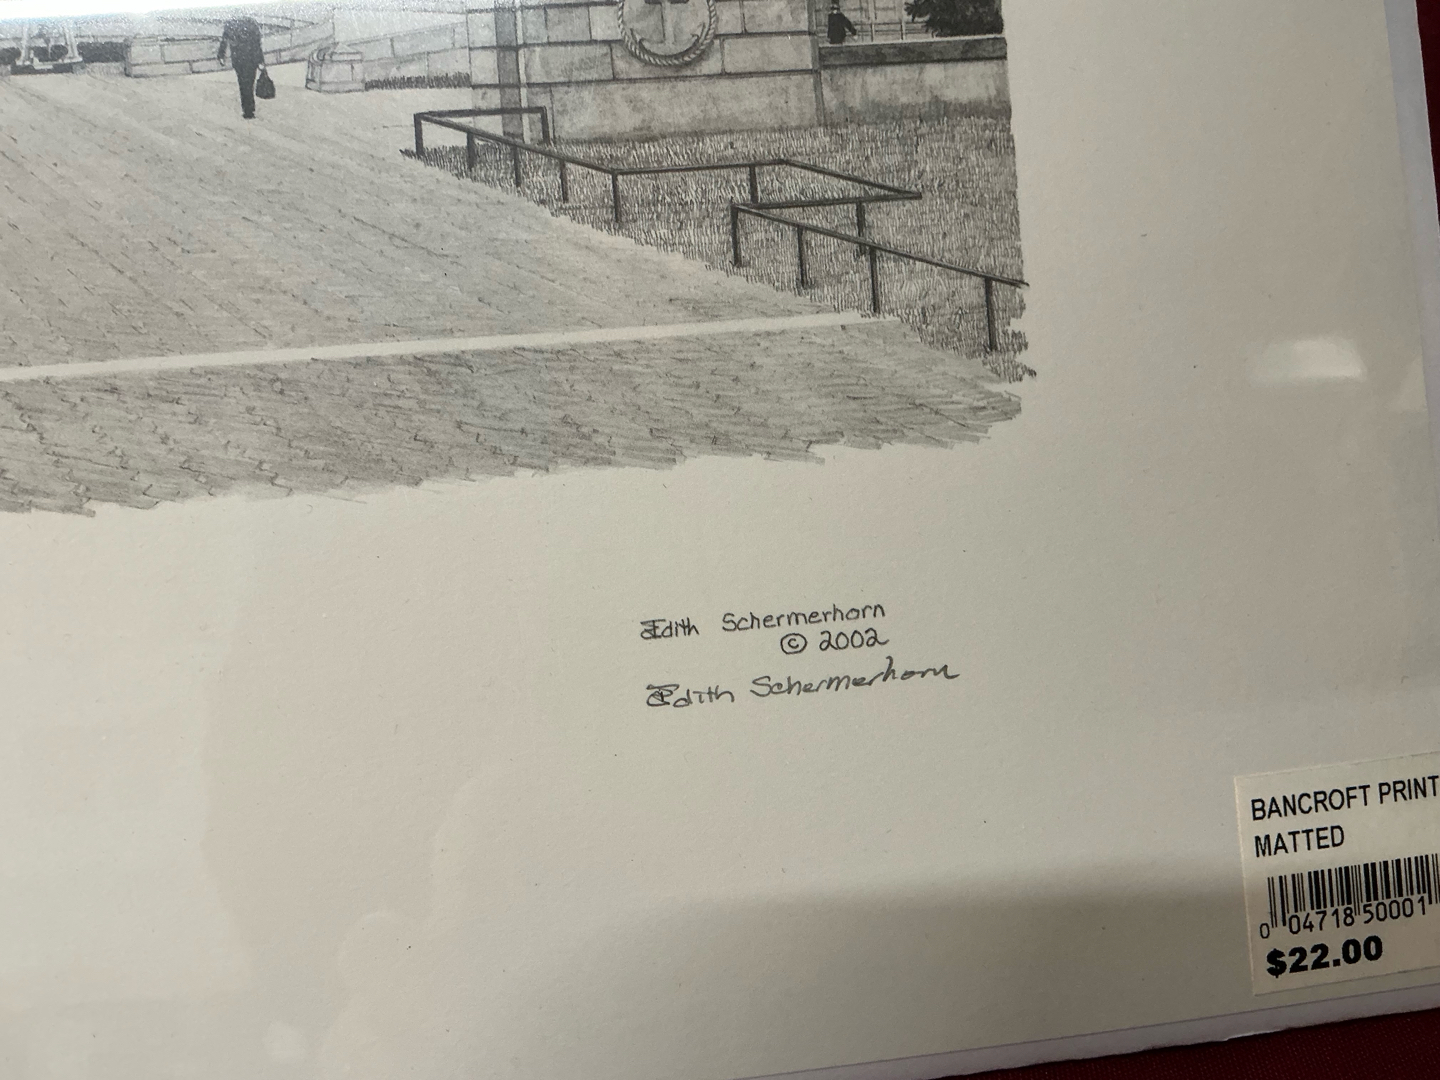 Edith Schermerhorn
© 2002
Edith Schermerhorn
BANCROFT PRINT
MATTED
0 04718 50001
$22.00